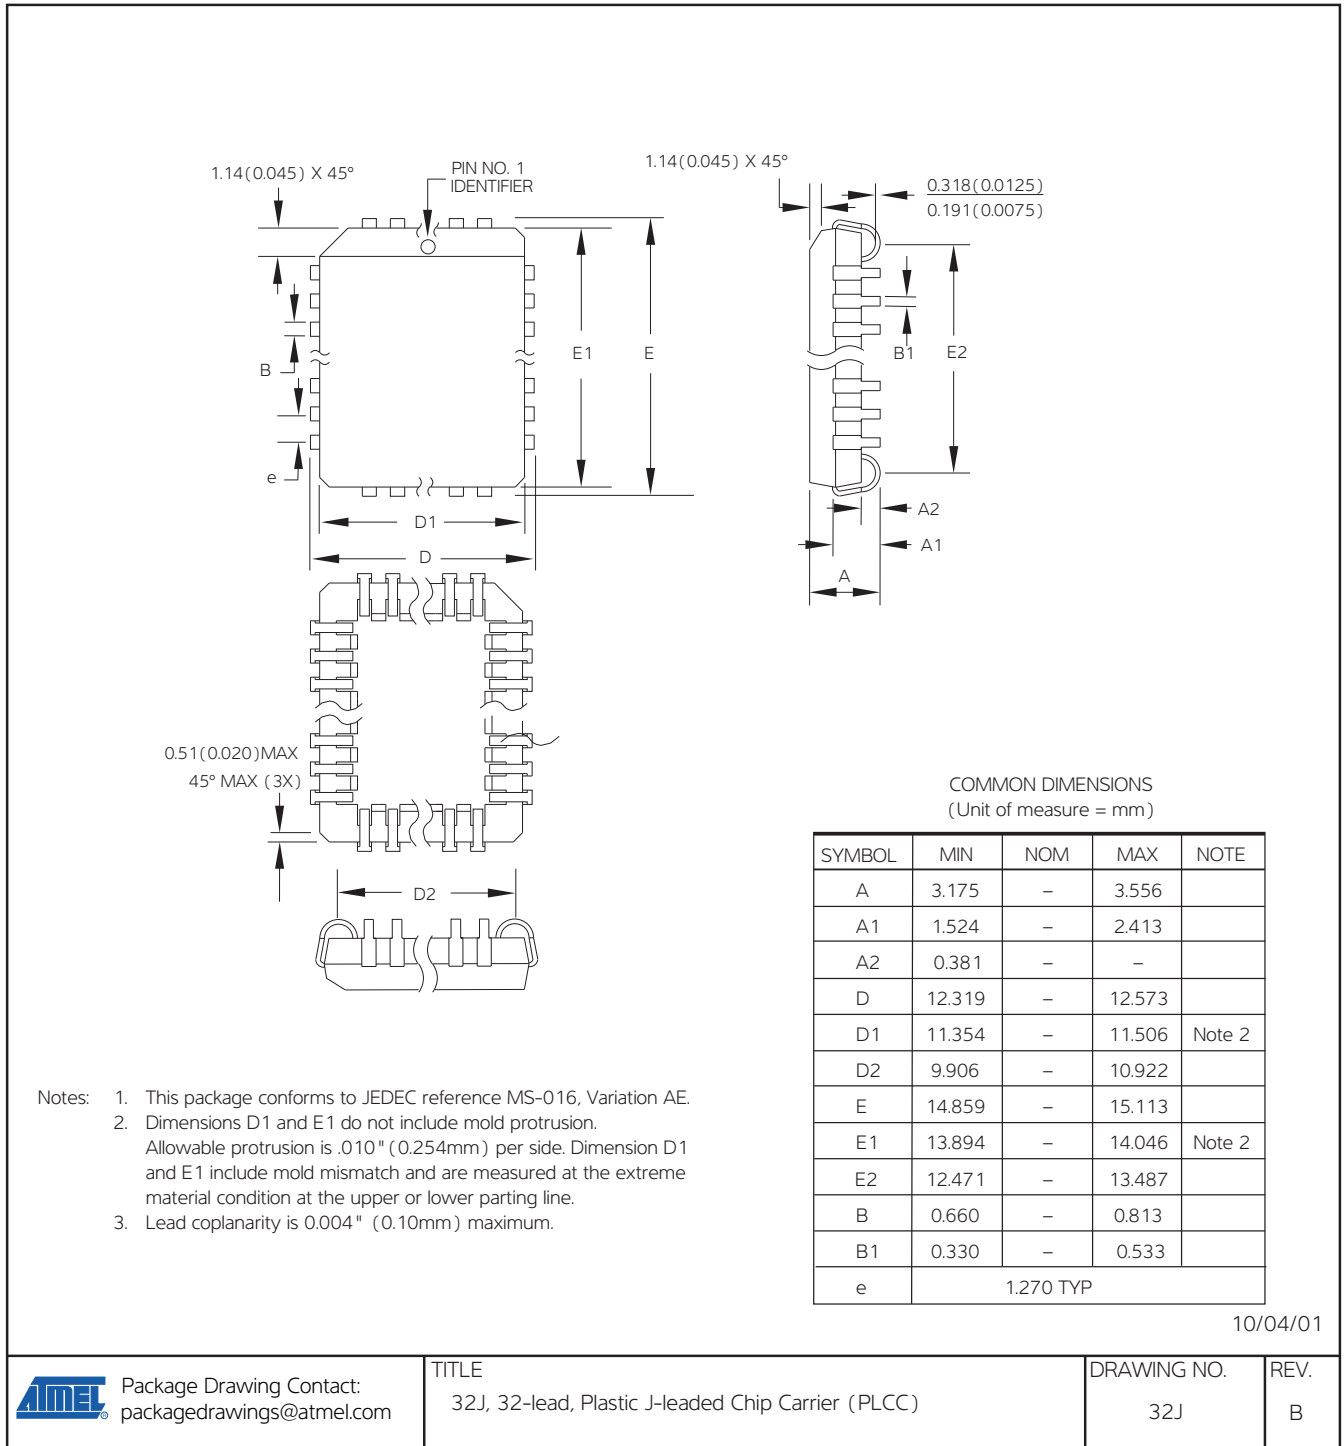 1.14(0.045) X 45°
PIN NO. 1
IDENTIFIER
1.14(0.045) X 45°
0.318(0.0125)
0.191(0.0075)
B
e
E1
E
B1
E2
D1
D
A2
A1
A
0.51(0.020)MAX
45° MAX (3X)
D2
COMMON DIMENSIONS
(Unit of measure = mm)
SYMBOL MIN NOM MAX NOTE
A 3.175 – 3.556
A1 1.524 – 2.413
A2 0.381 – –
D 12.319 – 12.573
D1 11.354 – 11.506 Note 2
D2 9.906 – 10.922
E 14.859 – 15.113
E1 13.894 – 14.046 Note 2
E2 12.471 – 13.487
B 0.660 – 0.813
B1 0.330 – 0.533
e 1.270 TYP
Notes: 1. This package conforms to JEDEC reference MS-016, Variation AE.
2. Dimensions D1 and E1 do not include mold protrusion.
Allowable protrusion is .010"(0.254mm) per side. Dimension D1
and E1 include mold mismatch and are measured at the extreme
material condition at the upper or lower parting line.
3. Lead coplanarity is 0.004" (0.10mm) maximum.
10/04/01
ATMEL ®
Package Drawing Contact:
packagedrawings@atmel.com
TITLE
32J, 32-lead, Plastic J-leaded Chip Carrier (PLCC)
DRAWING NO.
32J
REV.
B